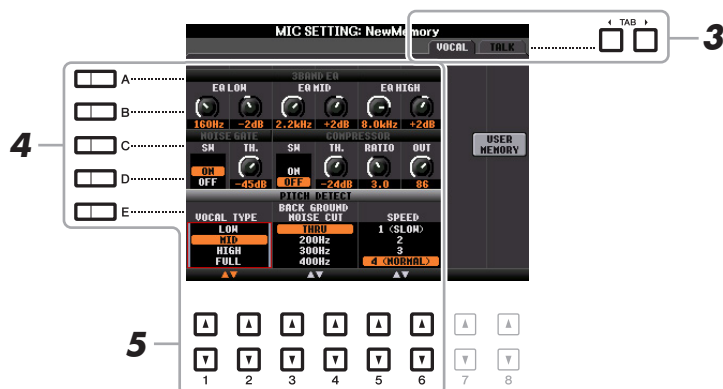 MIC SETTING: NewMemory
◂ TAB ▸
3
VOCAL TALK
4
A
B
C
D
E
3BAND EQ
EQ LOW EQ MID EQ HIGH
160Hz -2dB 2.2kHz +2dB 8.0kHz +2dB
NOISE GATE COMPRESSOR
SW TH. SW TH. RATIO OUT
ON ON
OFF -45dB OFF -24dB 3.0 86
USER
MEMORY
PITCH DETECT
VOCAL TYPE
BACK GROUND
NOISE CUT
SPEED
LOW THRU 1 (SLOW)
MID 200Hz 2
HIGH 300Hz 3
FULL 400Hz 4 (NORMAL)
5
1 2 3 4 5 6 7 8